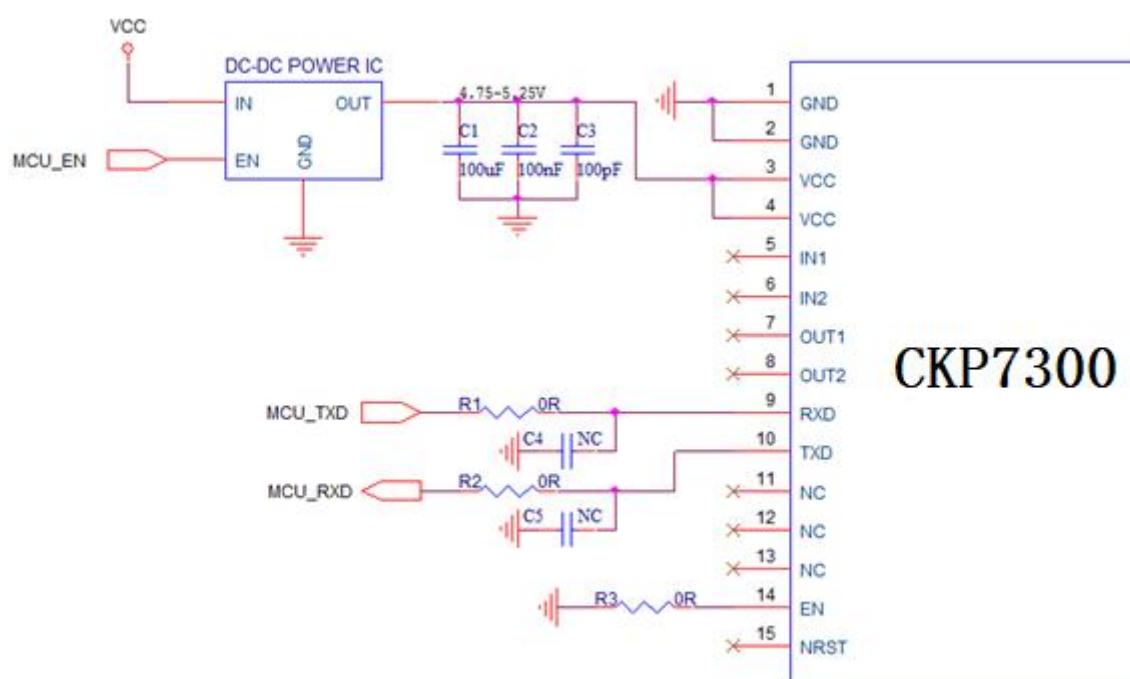 VCC
DC-DC POWER IC
IN
OUT
EN
GND
MCU_EN
4.75-5.25V
C1
C2
C3
100uF
100nF
100pF
1 GND
2 GND
3 VCC
4 VCC
5 IN1
6 IN2
7 OUT1
8 OUT2
CKP7300
MCU_TXD
R1 0R
9 RXD
C4 NC
10 TXD
MCU_RXD
R2 0R
11 NC
C5 NC
12 NC
13 NC
R3 0R
14 EN
15 NRST